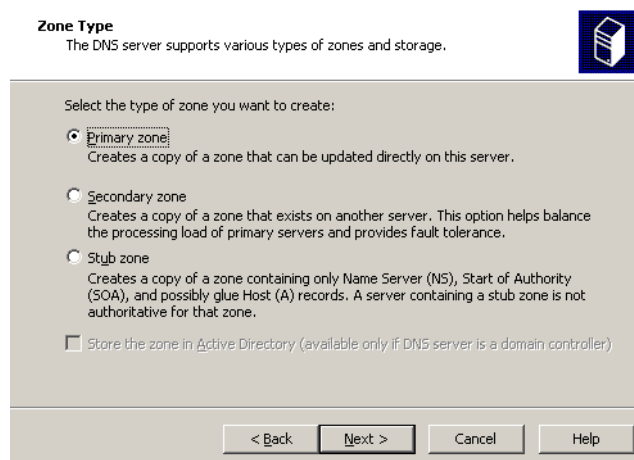 Zone Type
The DNS server supports various types of zones and storage.
Select the type of zone you want to create:
Primary zone
Creates a copy of a zone that can be updated directly on this server.
Secondary zone
Creates a copy of a zone that exists on another server. This option helps balance
the processing load of primary servers and provides fault tolerance.
Stub zone
Creates a copy of a zone containing only Name Server (NS), Start of Authority
(SOA), and possibly glue Host (A) records. A server containing a stub zone is not
authoritative for that zone.
Store the zone in Active Directory (available only if DNS server is a domain controller)
< Back Next > Cancel Help